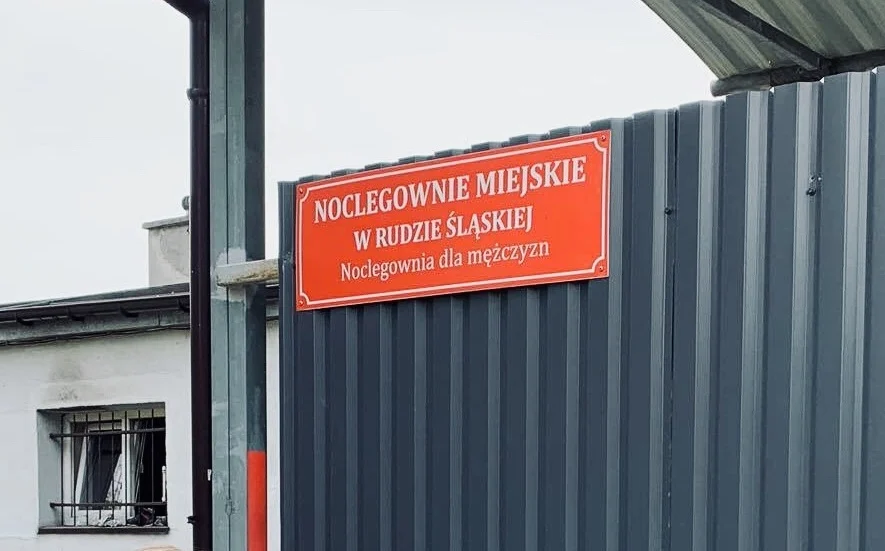 NOCLEGOWNIE MIEJSKIE
W RUDZIE ŚLĄSKIEJ
Noclegownia dla mężczyzn